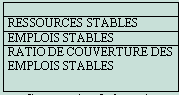 RESSOURCES STABLES
EMPLOIS STABLES
RATIO DE COUVERTURE DES
EMPLOIS STABLES